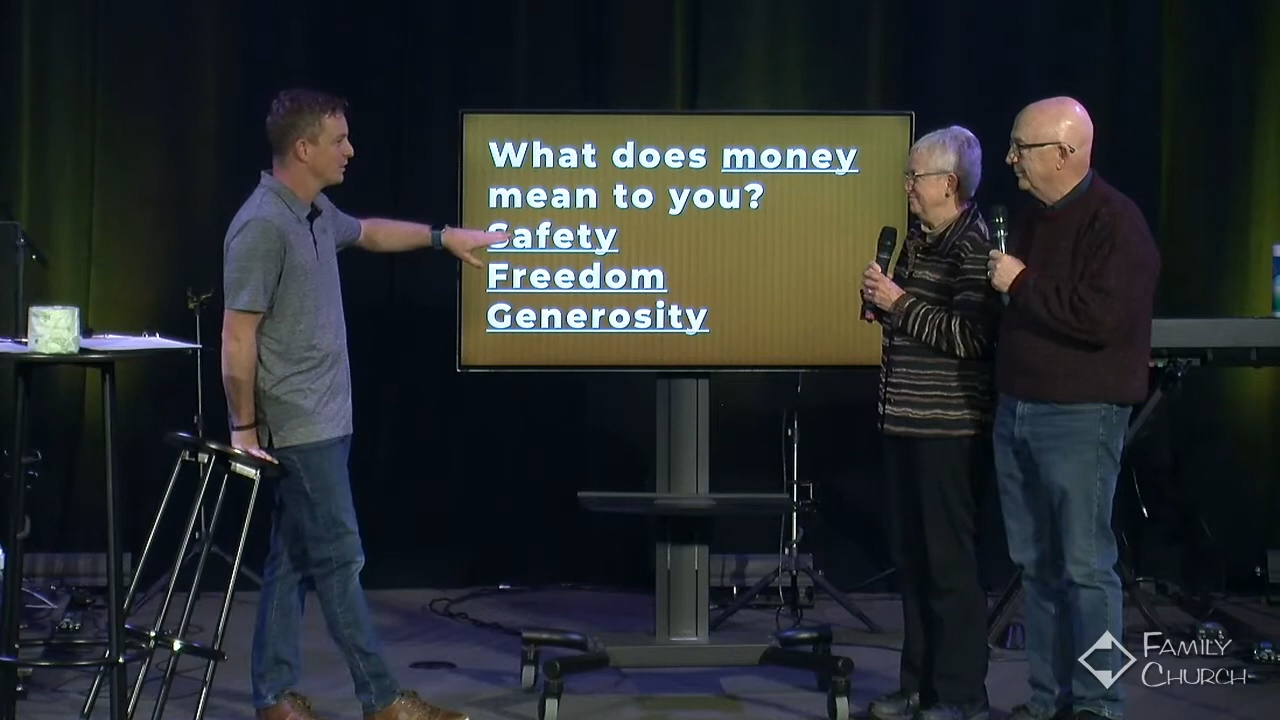 What does money
mean to you?
Safety
Freedom
Generosity
Family
Church